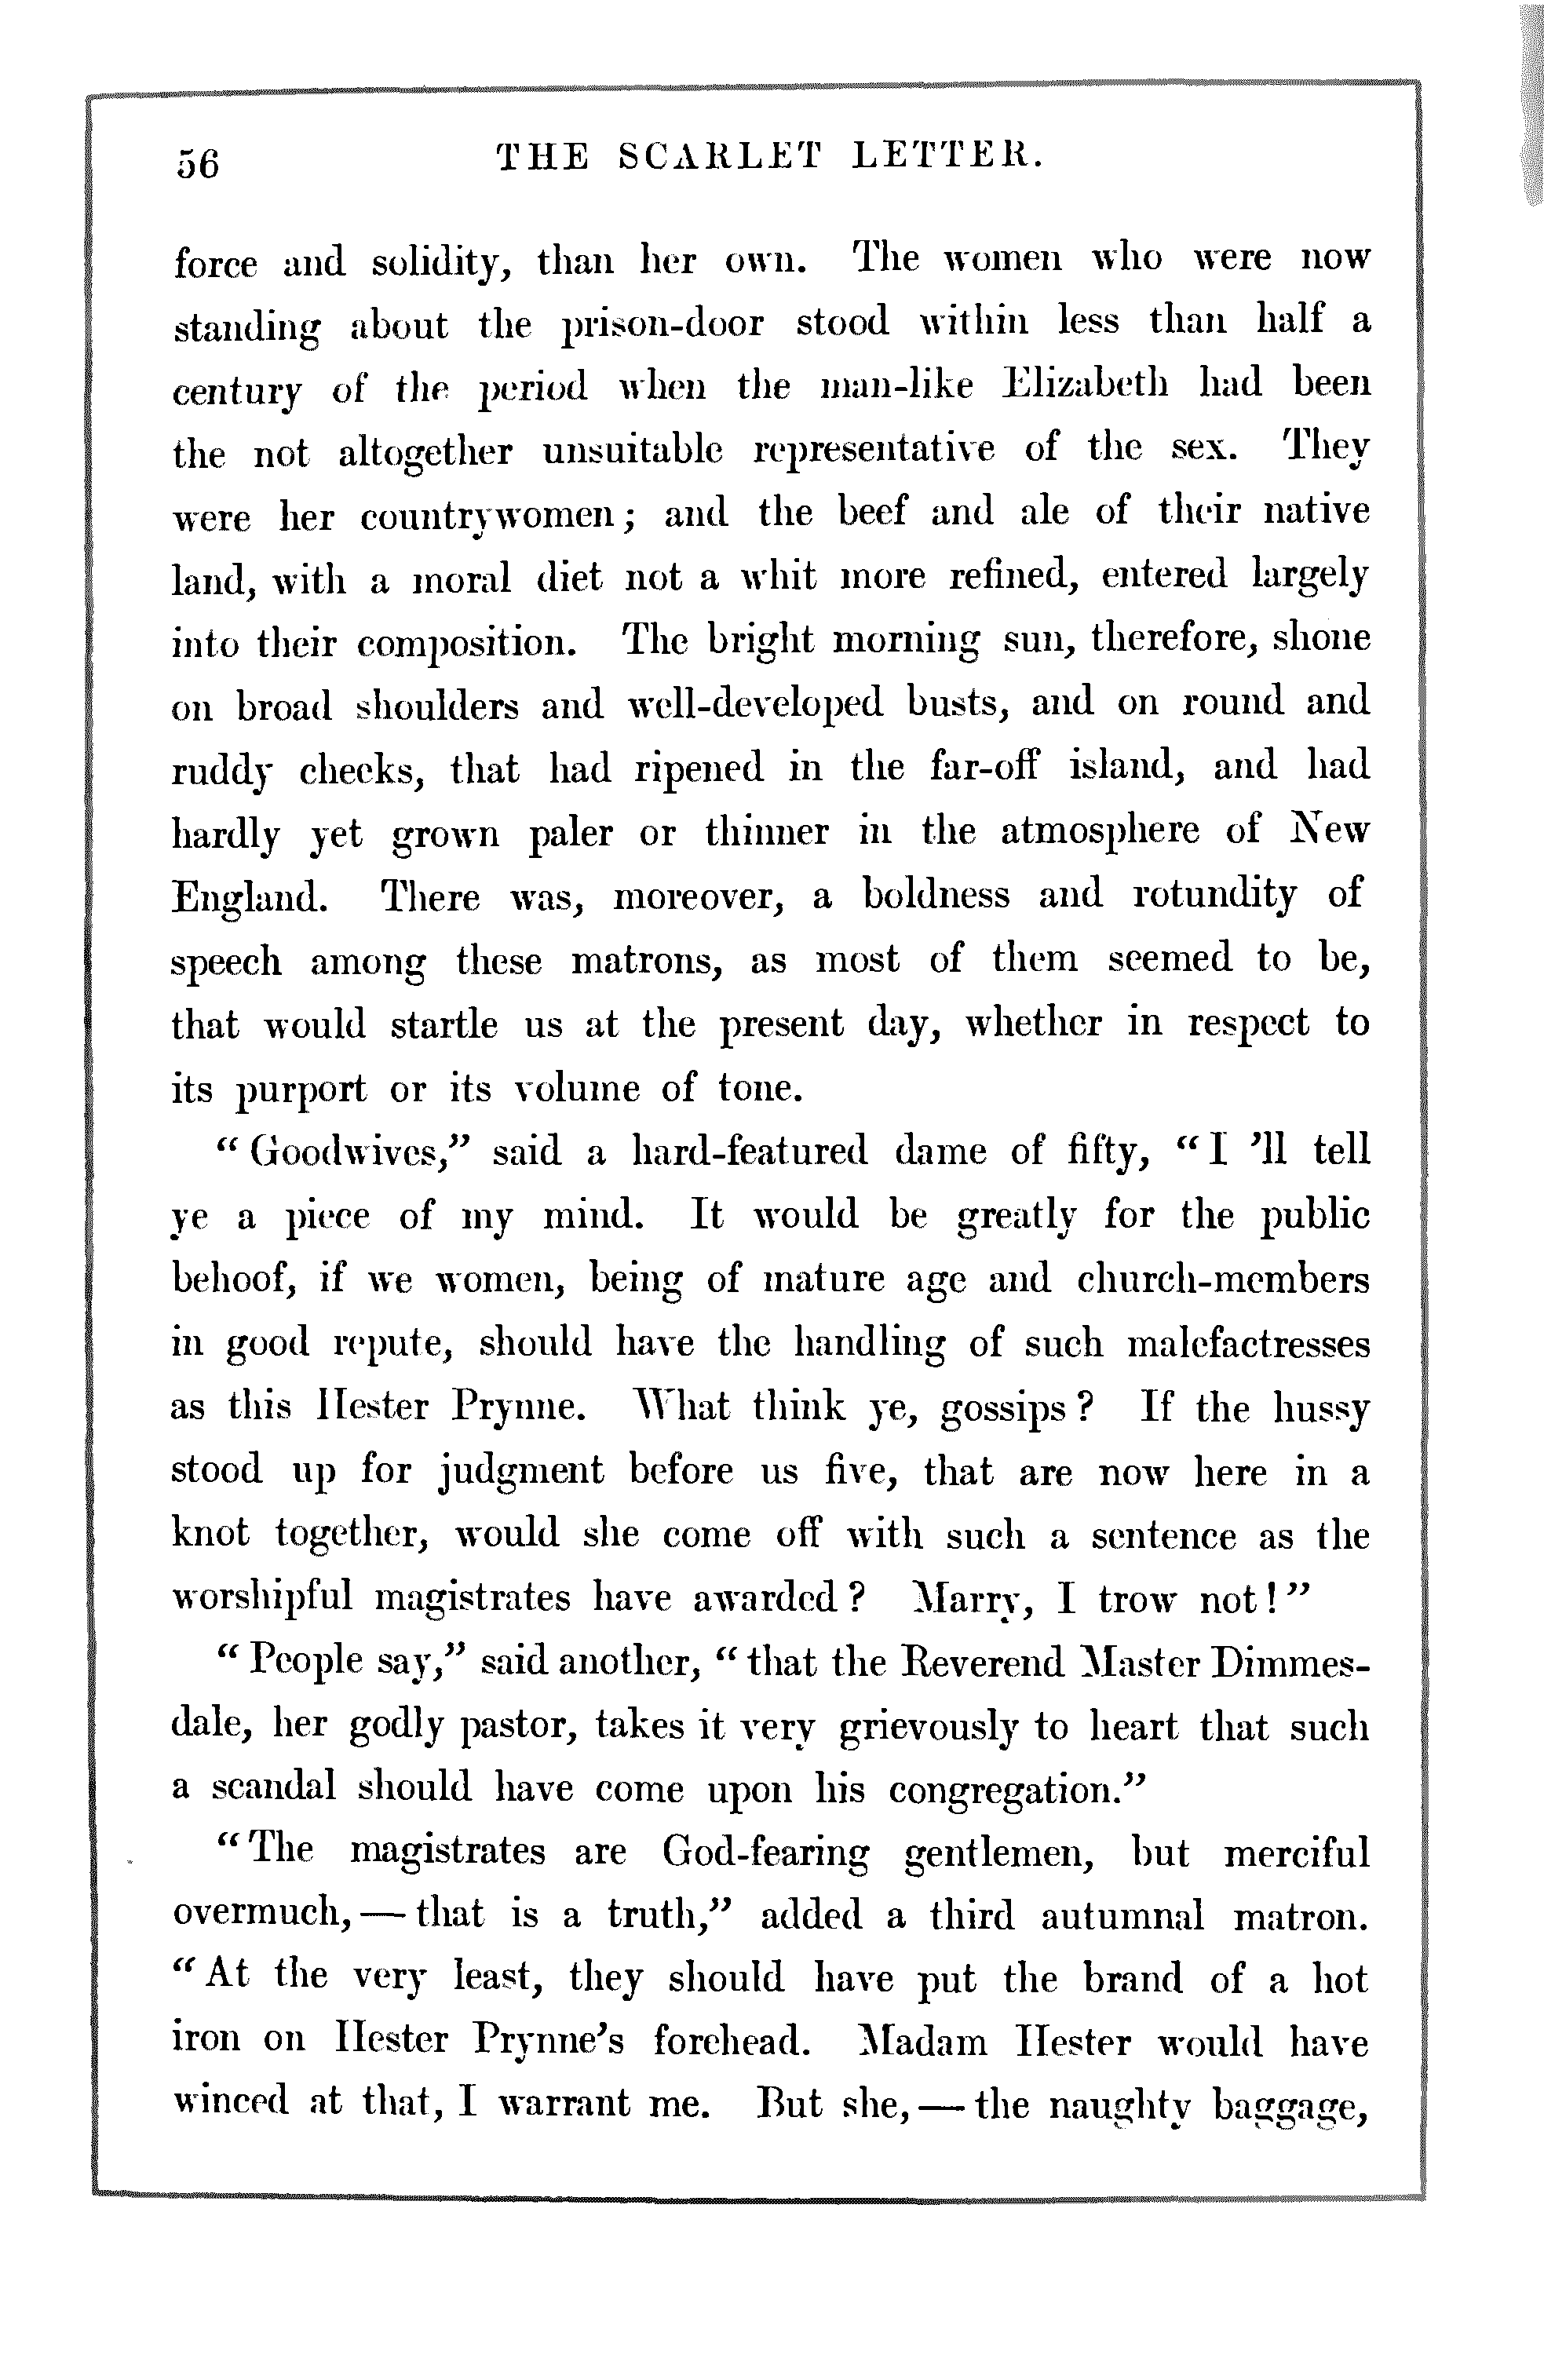 56 THE SCARLET LETTER.
force and solidity, than her own. The women who were now
standing about the prison-door stood within less than half a
century of the period when the man-like Elizabeth had been
the not altogether unsuitable representative of the sex. They
were her countrywomen; and the beef and ale of their native
land, with a moral diet not a whit more refined, entered largely
into their composition. The bright morning sun, therefore, shone
on broad shoulders and well-developed busts, and on round and
ruddy cheeks, that had ripened in the far-off island, and had
hardly yet grown paler or thinner in the atmosphere of New
England. There was, moreover, a boldness and rotundity of
speech among these matrons, as most of them seemed to be,
that would startle us at the present day, whether in respect to
its purport or its volume of tone.
“Goodwives,” said a hard-featured dame of fifty, “I ’ll tell
ye a piece of my mind. It would be greatly for the public
behoof, if we women, being of mature age and church-members
in good repute, should have the handling of such malefactresses
as this Hester Prynne. What think ye, gossips? If the hussy
stood up for judgment before us five, that are now here in a
knot together, would she come off with such a sentence as the
worshipful magistrates have awarded? Marry, I trow not!”
“People say,” said another, “that the Reverend Master Dimmes-
dale, her godly pastor, takes it very grievously to heart that such
a scandal should have come upon his congregation.”
“The magistrates are God-fearing gentlemen, but merciful
overmuch,—that is a truth,” added a third autumnal matron.
“At the very least, they should have put the brand of a hot
iron on Hester Prynne’s forehead. Madam Hester would have
winced at that, I warrant me. But she,—the naughty baggage,